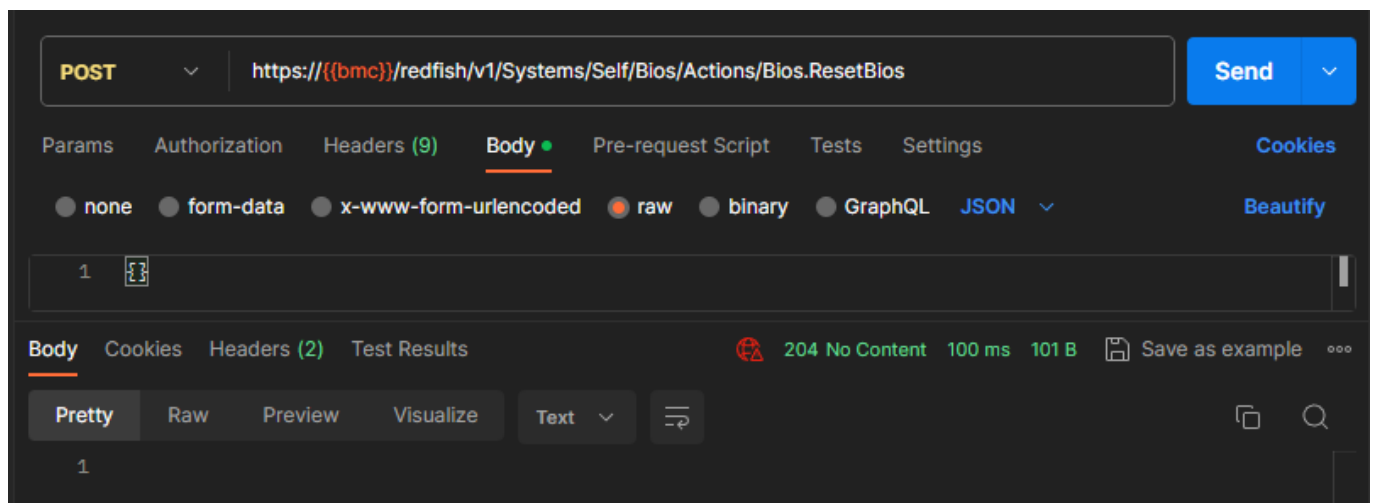 POST https://{{bmc}}/redfish/v1/Systems/Self/Bios/Actions/Bios.ResetBios Send
Params Authorization Headers (9) Body Pre-request Script Tests Settings Cookies
none form-data x-www-form-urlencoded raw binary GraphQL JSON Beautify
1 {}
Body Cookies Headers (2) Test Results 204 No Content 100 ms 101 B Save as example
Pretty Raw Preview Visualize Text
1